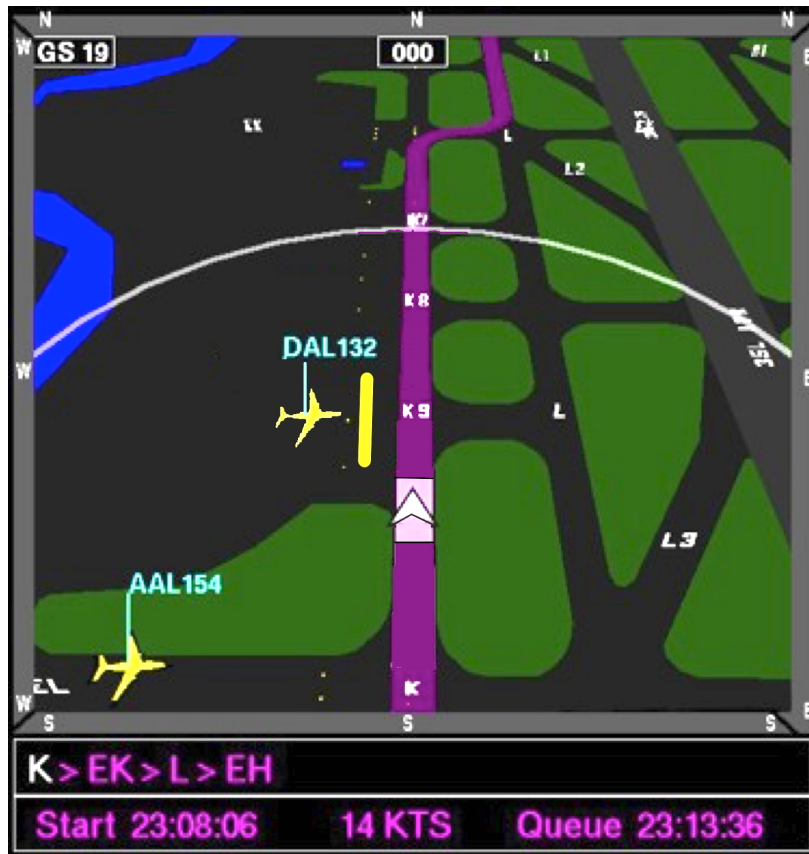 N N N
W GS 19 000 E
L1
EK
L
L2
K7
K8
W E
DAL132
K9 L
L3
AAL154
K
W
S S S
K > EK > L > EH
Start 23:08:06 14 KTS Queue 23:13:36